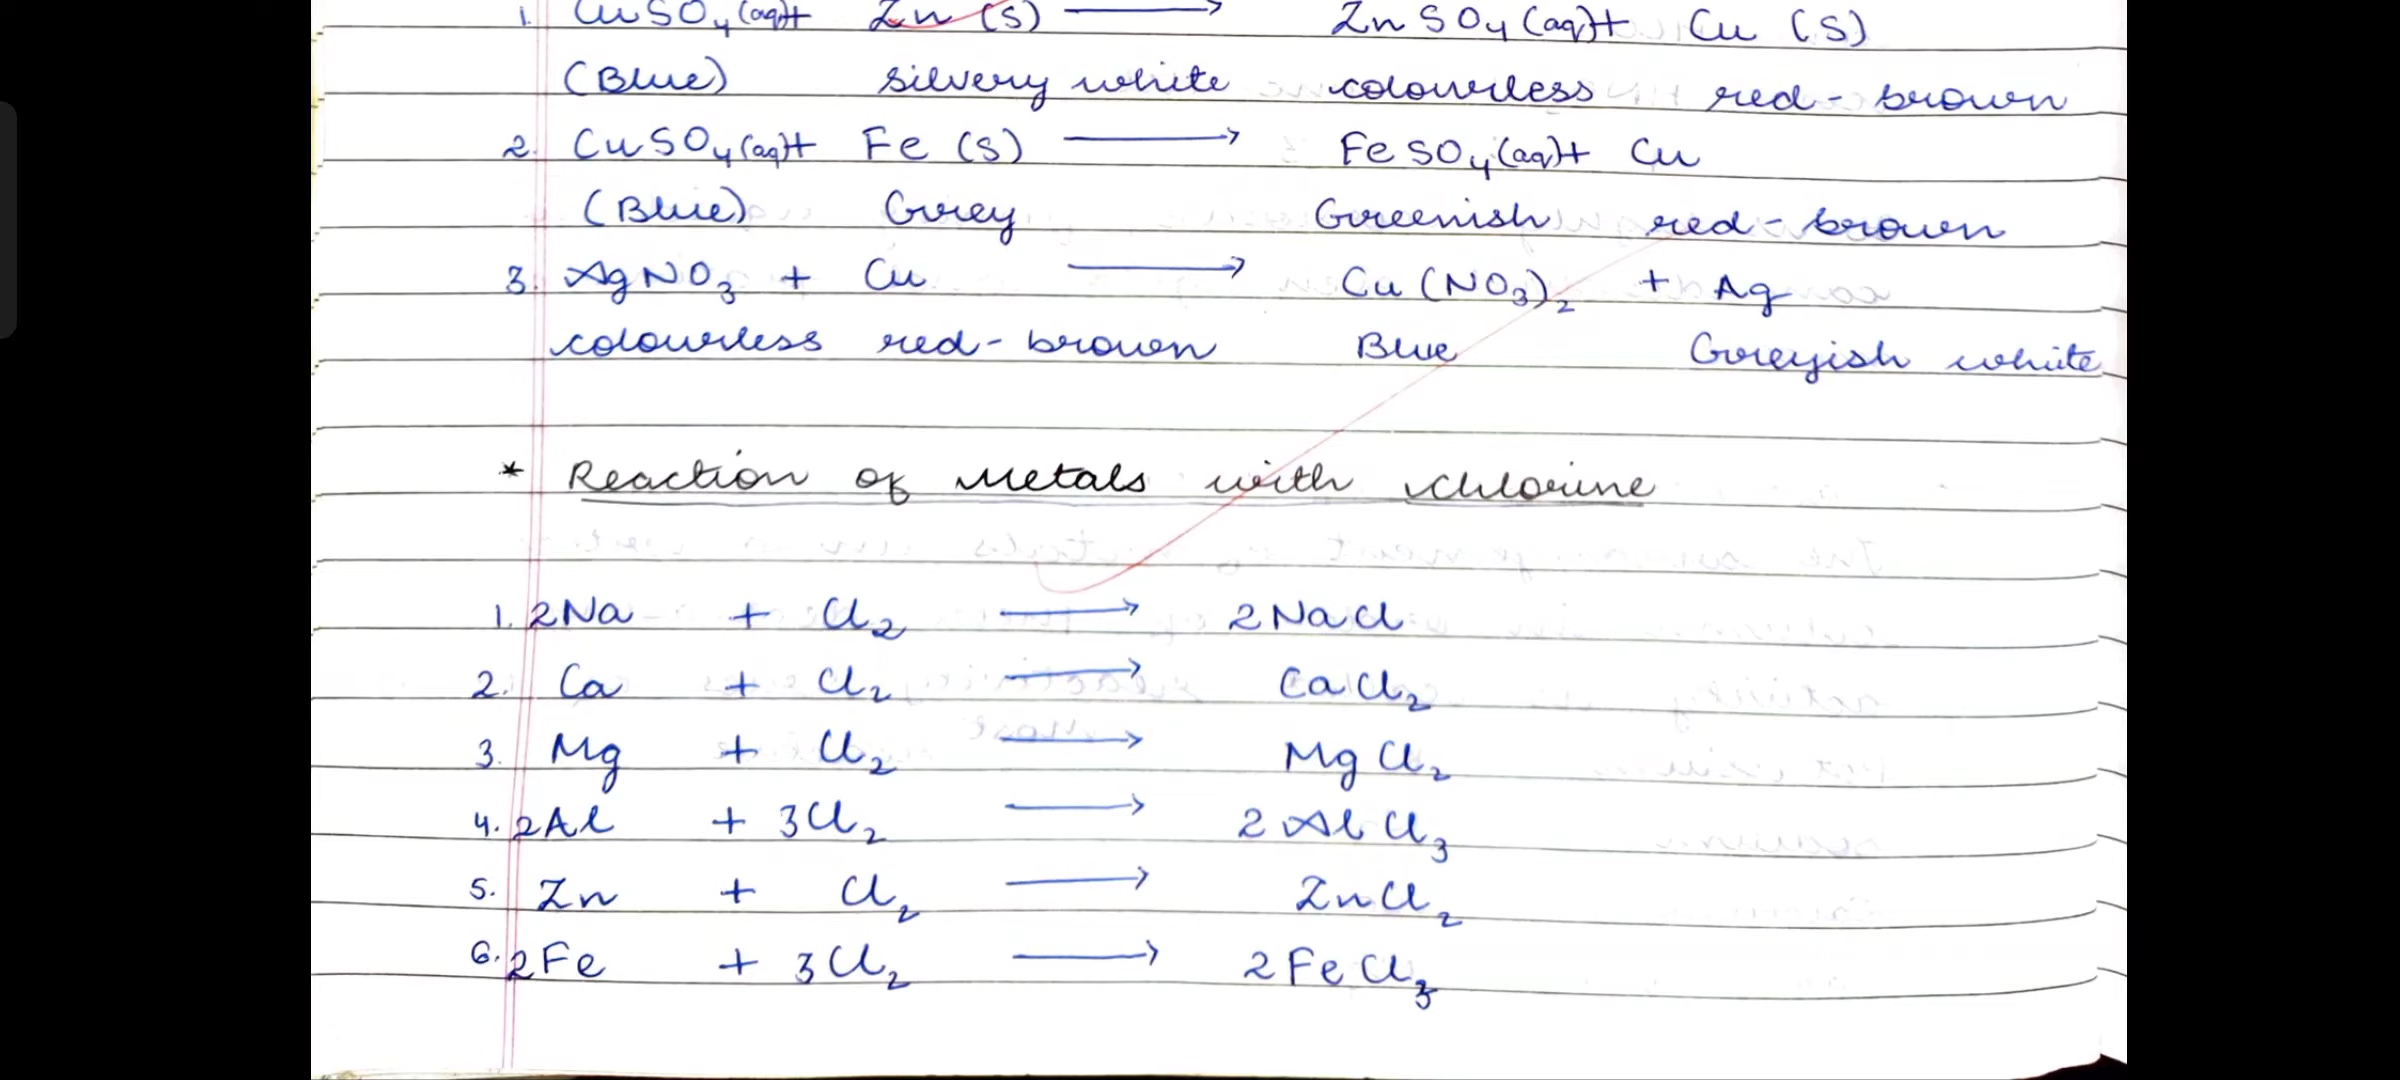 1. CuSO₄(aq)+ Zn (s) ⟶ ZnSO₄(aq)+ Cu (s)
(Blue) silvery white colourless red-brown
2. CuSO₄(aq)+ Fe (s) ⟶ FeSO₄(aq)+ Cu
(Blue) Grey Greenish red-brown
3. AgNO₃ + Cu ⟶ Cu(NO₃)₂ + Ag
colourless red-brown Blue Greyish white
* Reaction of Metals with chlorine
1. 2Na + Cl₂ ⟶ 2NaCl
2. Ca + Cl₂ ⟶ CaCl₂
3. Mg + Cl₂ ⟶ MgCl₂
4. 2Al + 3Cl₂ ⟶ 2AlCl₃
5. Zn + Cl₂ ⟶ ZnCl₂
6. 2Fe + 3Cl₂ ⟶ 2FeCl₃